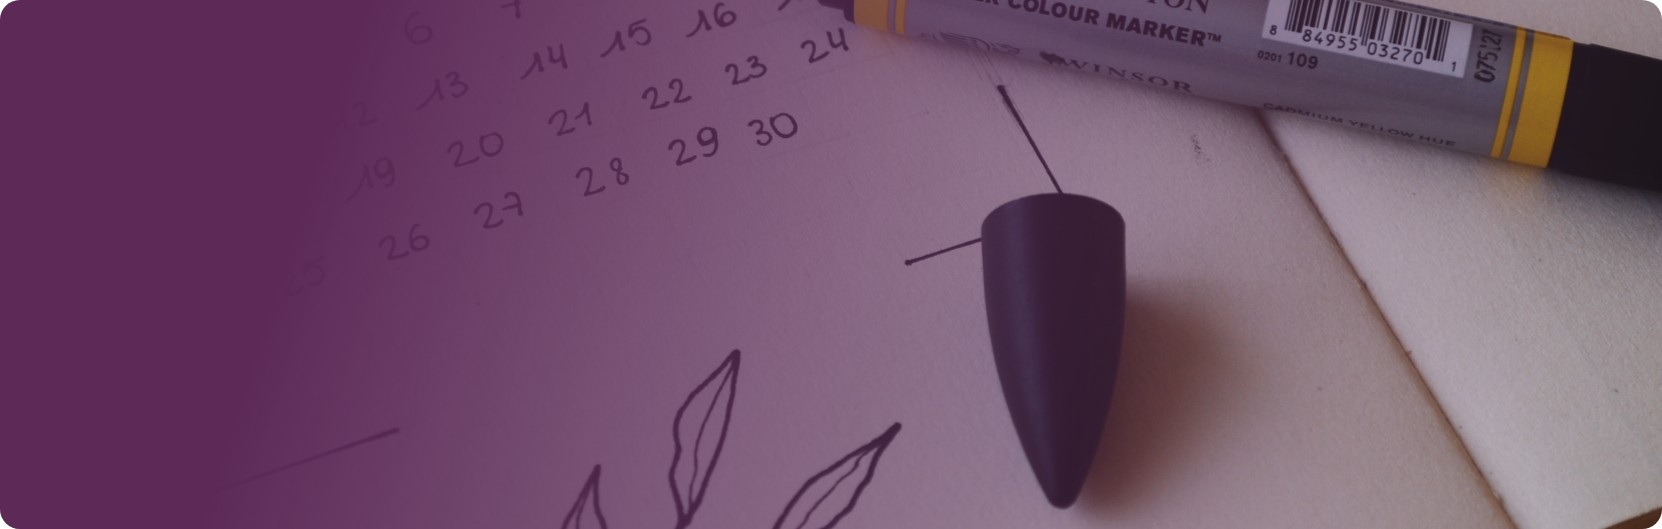 6 7
12 13 14 15 16
19 20 21 22 23 24
25 26 27 28 29 30
COLOUR MARKER™
WINSOR
CADMIUM YELLOW HUE
0201 109
8 84955 03270 1